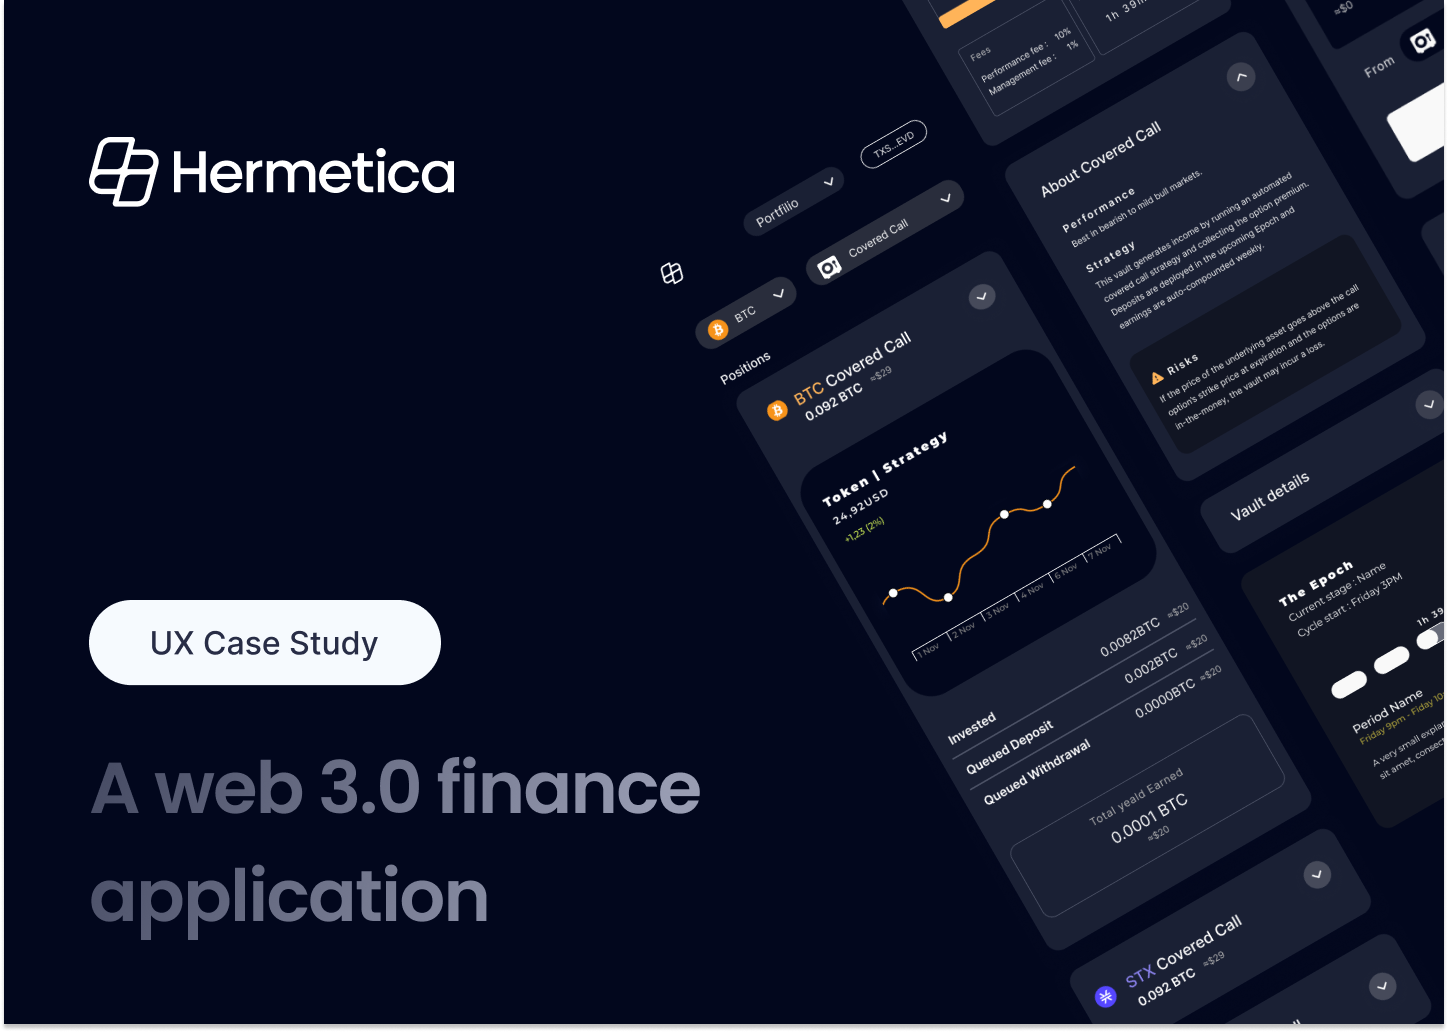 Hermetica
UX Case Study
A web 3.0 finance
application
Fees
Performance fee : 10%
Management fee : 1%
TXS...EVD
Portfilio
Covered Call
BTC
Positions
BTC Covered Call
0.092 BTC ≈$29
Token | Strategy
24,92USD
+1,23 (2%)
1 Nov
2 Nov
3 Nov
4 Nov
6 Nov
7 Nov
Invested 0.0082BTC ≈$20
Queued Deposit 0.002BTC ≈$20
Queued Withdrawal 0.0000BTC ≈$20
Total yeald Earned
0.0001 BTC
≈$20
STX Covered Call
0.092 BTC ≈$29
About Covered Call
Performance
Best in bearish to mild bull markets.
Strategy
This vault generates income by running an automated
covered call strategy and collecting the option premium.
Deposits are deployed in the upcoming Epoch and
earnings are auto-compounded weekly.
Risks
If the price of the underlying asset goes above the call
option's strike price at expiration and the options are
in-the-money, the vault may incur a loss.
Vault details
The Epoch
Current stage : Name
Cycle start : Friday 3PM
1h 39
Period Name
Friday 9pm - Fiday
A very small
sit amet,
≈$0
From